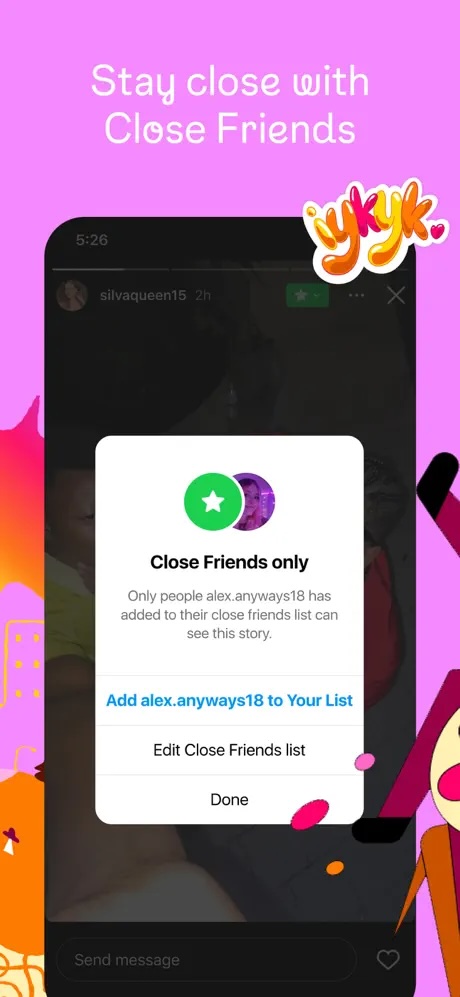 Stay close with
Close Friends
iykyk.
5:26
silvaqueen15 2h
Close Friends only
Only people alex.anyways18 has
added to their close friends list can
see this story.
Add alex.anyways18 to Your List
Edit Close Friends list
Done
Send message